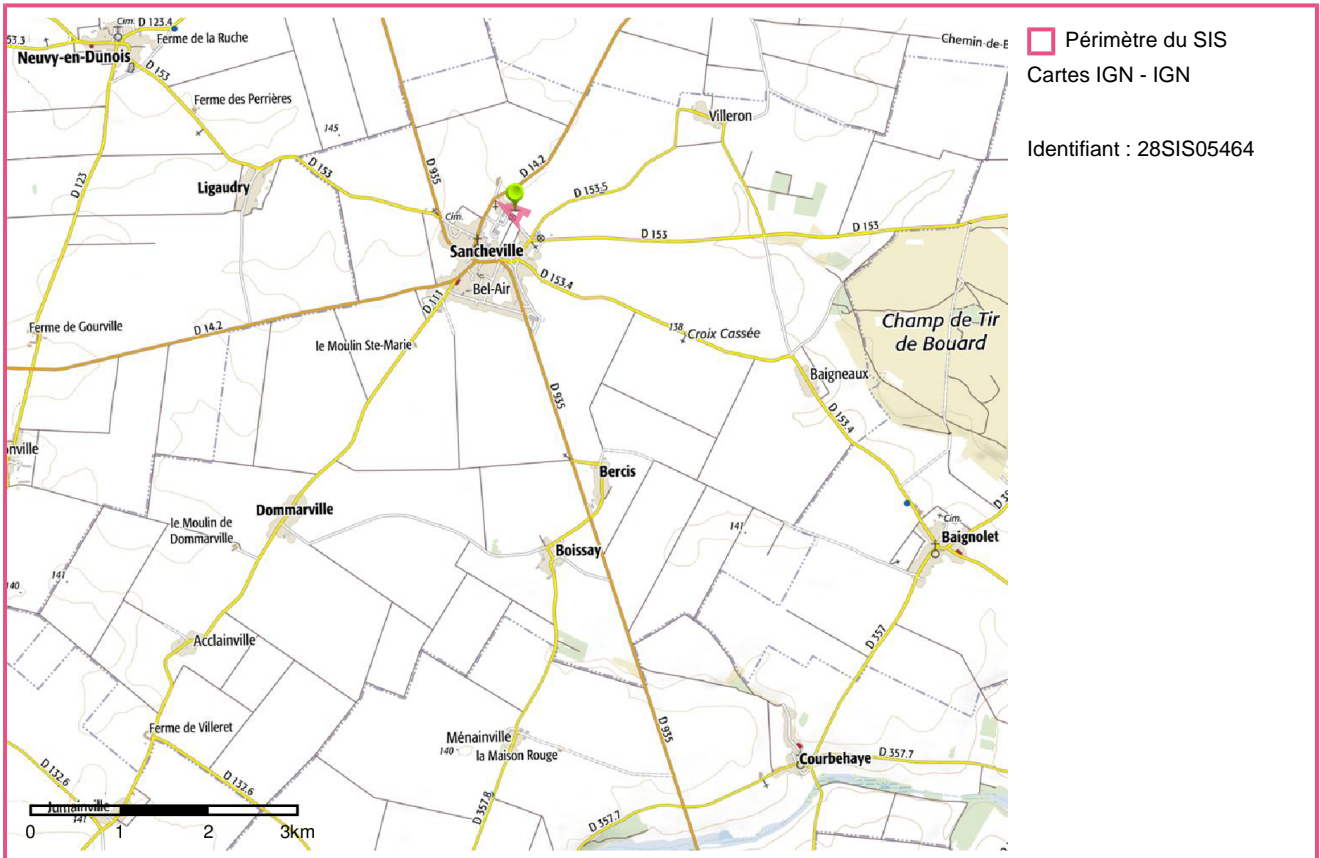 Cim. D 123.4
53.3
Ferme de la Ruche
Chemin-de-B
Neuvy-en-Dunois
D 153
Ferme des Perrières
145
Villeron
D 935
D 14.2
D 123
D 153
Ligaudry
D 153.5
Cim.
D 153
D 153
Sancheville
D 153.4
Bel-Air
D 111
Ferme de Gourville
D 14.2
138 Croix Cassée
Champ de Tir
de Bouard
le Moulin Ste-Marie
Baigneaux
D 935
D 153.4
onville
Bercis
Dommarville
le Moulin de
Dommarville
141
Cim.
Baignolet
Boissay
141
140
Acclainville
D 357
Ferme de Villeret
Ménainville
140
la Maison Rouge
D 935
Courbehaye
D 357.7
D 132.6
D 132.6
D 357.8
D 357.7
Jumainville
141
0 1 2 3km
Périmètre du SIS
Cartes IGN - IGN
Identifiant : 28SIS05464